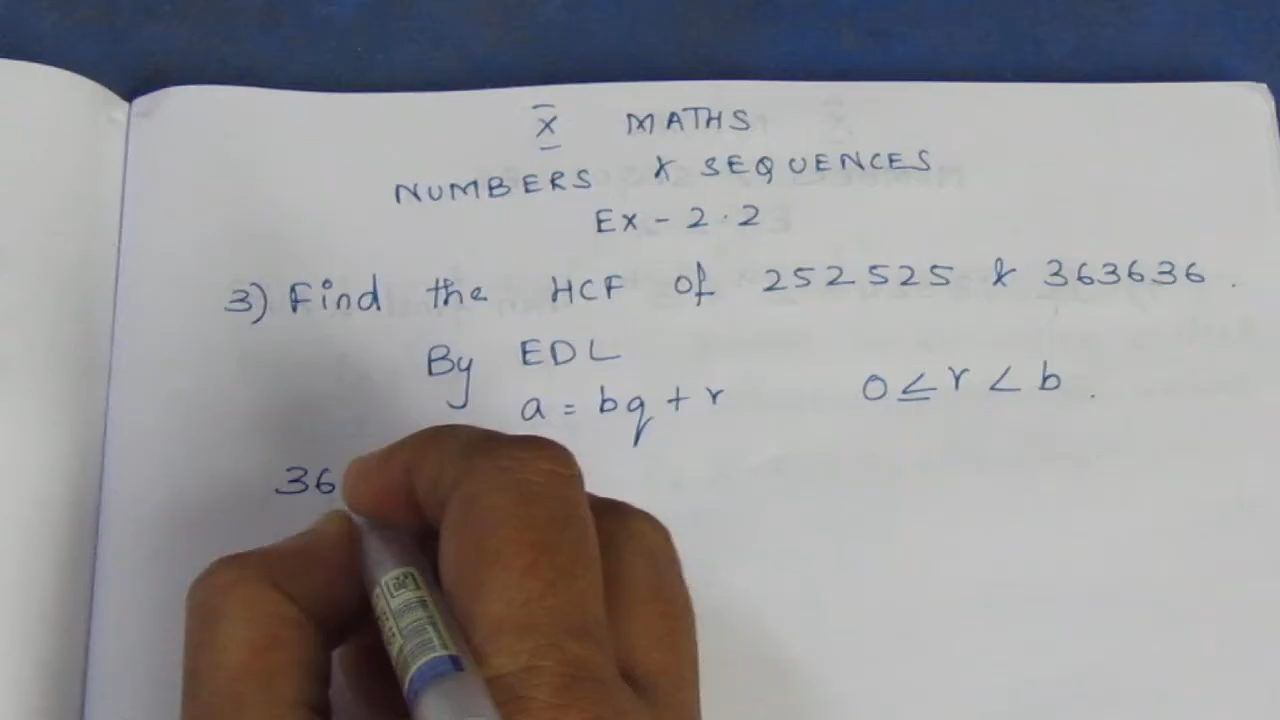 X MATHS
NUMBERS & SEQUENCES
Ex - 2.2
3) Find the HCF of 252525 & 363636.
By EDL
a = bq + r 0 ≤ r < b.
36